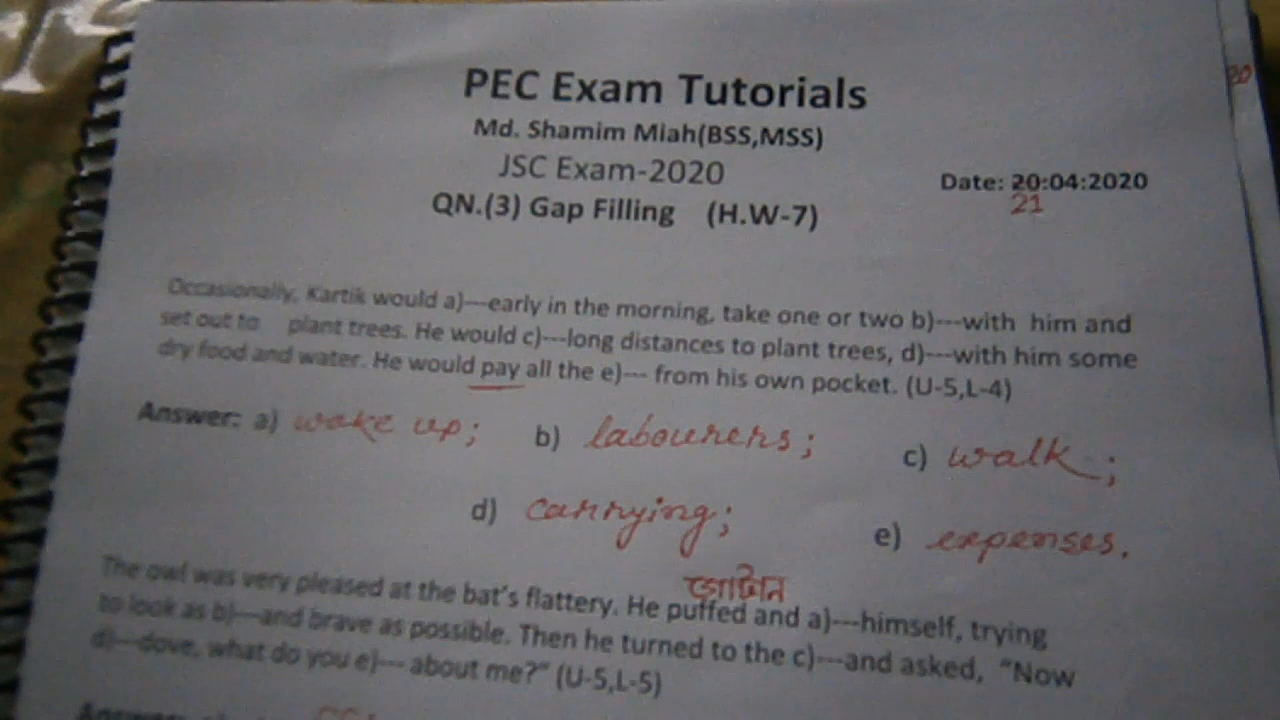 PEC Exam Tutorials
Md. Shamim Miah(BSS,MSS)
JSC Exam-2020
Date: 20:04:2020
21
QN.(3) Gap Filling (H.W-7)
20
Occasionally, Kartik would a)---early in the morning, take one or two b)---with him and
set out to plant trees. He would c)---long distances to plant trees, d)---with him some
dry food and water. He would pay all the e)--- from his own pocket. (U-5,L-4)
Answer: a) wake up; b) labourers; c) walk;
d) carrying; e) expenses.
The owl was very pleased at the bat's flattery. He puffed and a)---himself, trying
to look as b)---and brave as possible. Then he turned to the c)---and asked, "Now
d)---dove, what do you e)--- about me?" (U-5,L-5)